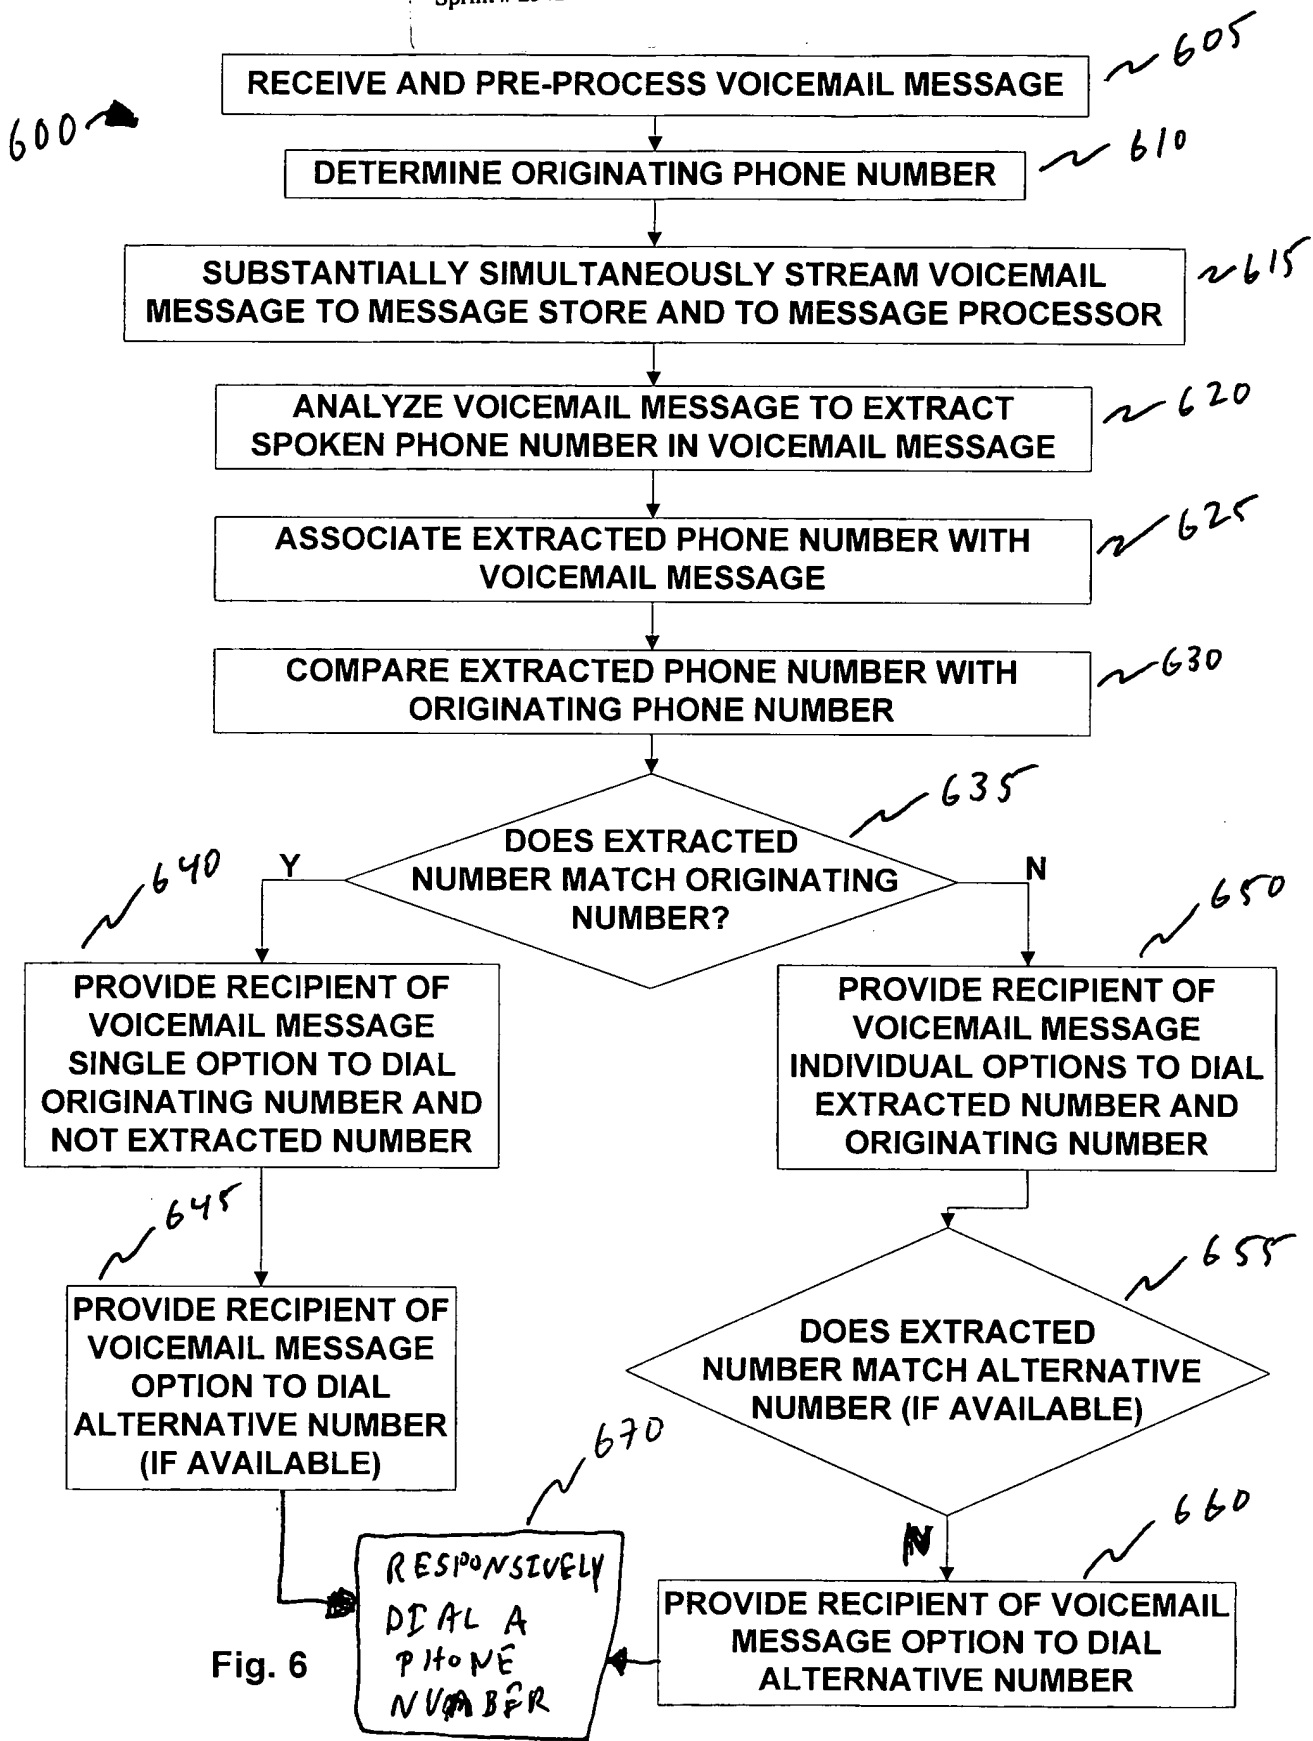 RECEIVE AND PRE-PROCESS VOICEMAIL MESSAGE
605
600
DETERMINE ORIGINATING PHONE NUMBER
610
SUBSTANTIALLY SIMULTANEOUSLY STREAM VOICEMAIL
MESSAGE TO MESSAGE STORE AND TO MESSAGE PROCESSOR
615
ANALYZE VOICEMAIL MESSAGE TO EXTRACT
SPOKEN PHONE NUMBER IN VOICEMAIL MESSAGE
620
ASSOCIATE EXTRACTED PHONE NUMBER WITH
VOICEMAIL MESSAGE
625
COMPARE EXTRACTED PHONE NUMBER WITH
ORIGINATING PHONE NUMBER
630
635
DOES EXTRACTED
NUMBER MATCH ORIGINATING
NUMBER?
Y
N
640
PROVIDE RECIPIENT OF
VOICEMAIL MESSAGE
SINGLE OPTION TO DIAL
ORIGINATING NUMBER AND
NOT EXTRACTED NUMBER
650
PROVIDE RECIPIENT OF
VOICEMAIL MESSAGE
INDIVIDUAL OPTIONS TO DIAL
EXTRACTED NUMBER AND
ORIGINATING NUMBER
645
PROVIDE RECIPIENT OF
VOICEMAIL MESSAGE
OPTION TO DIAL
ALTERNATIVE NUMBER
(IF AVAILABLE)
655
DOES EXTRACTED
NUMBER MATCH ALTERNATIVE
NUMBER (IF AVAILABLE)
N
670
RESPONSIVELY
DIAL A
PHONE
NUMBER
660
PROVIDE RECIPIENT OF VOICEMAIL
MESSAGE OPTION TO DIAL
ALTERNATIVE NUMBER
Fig. 6